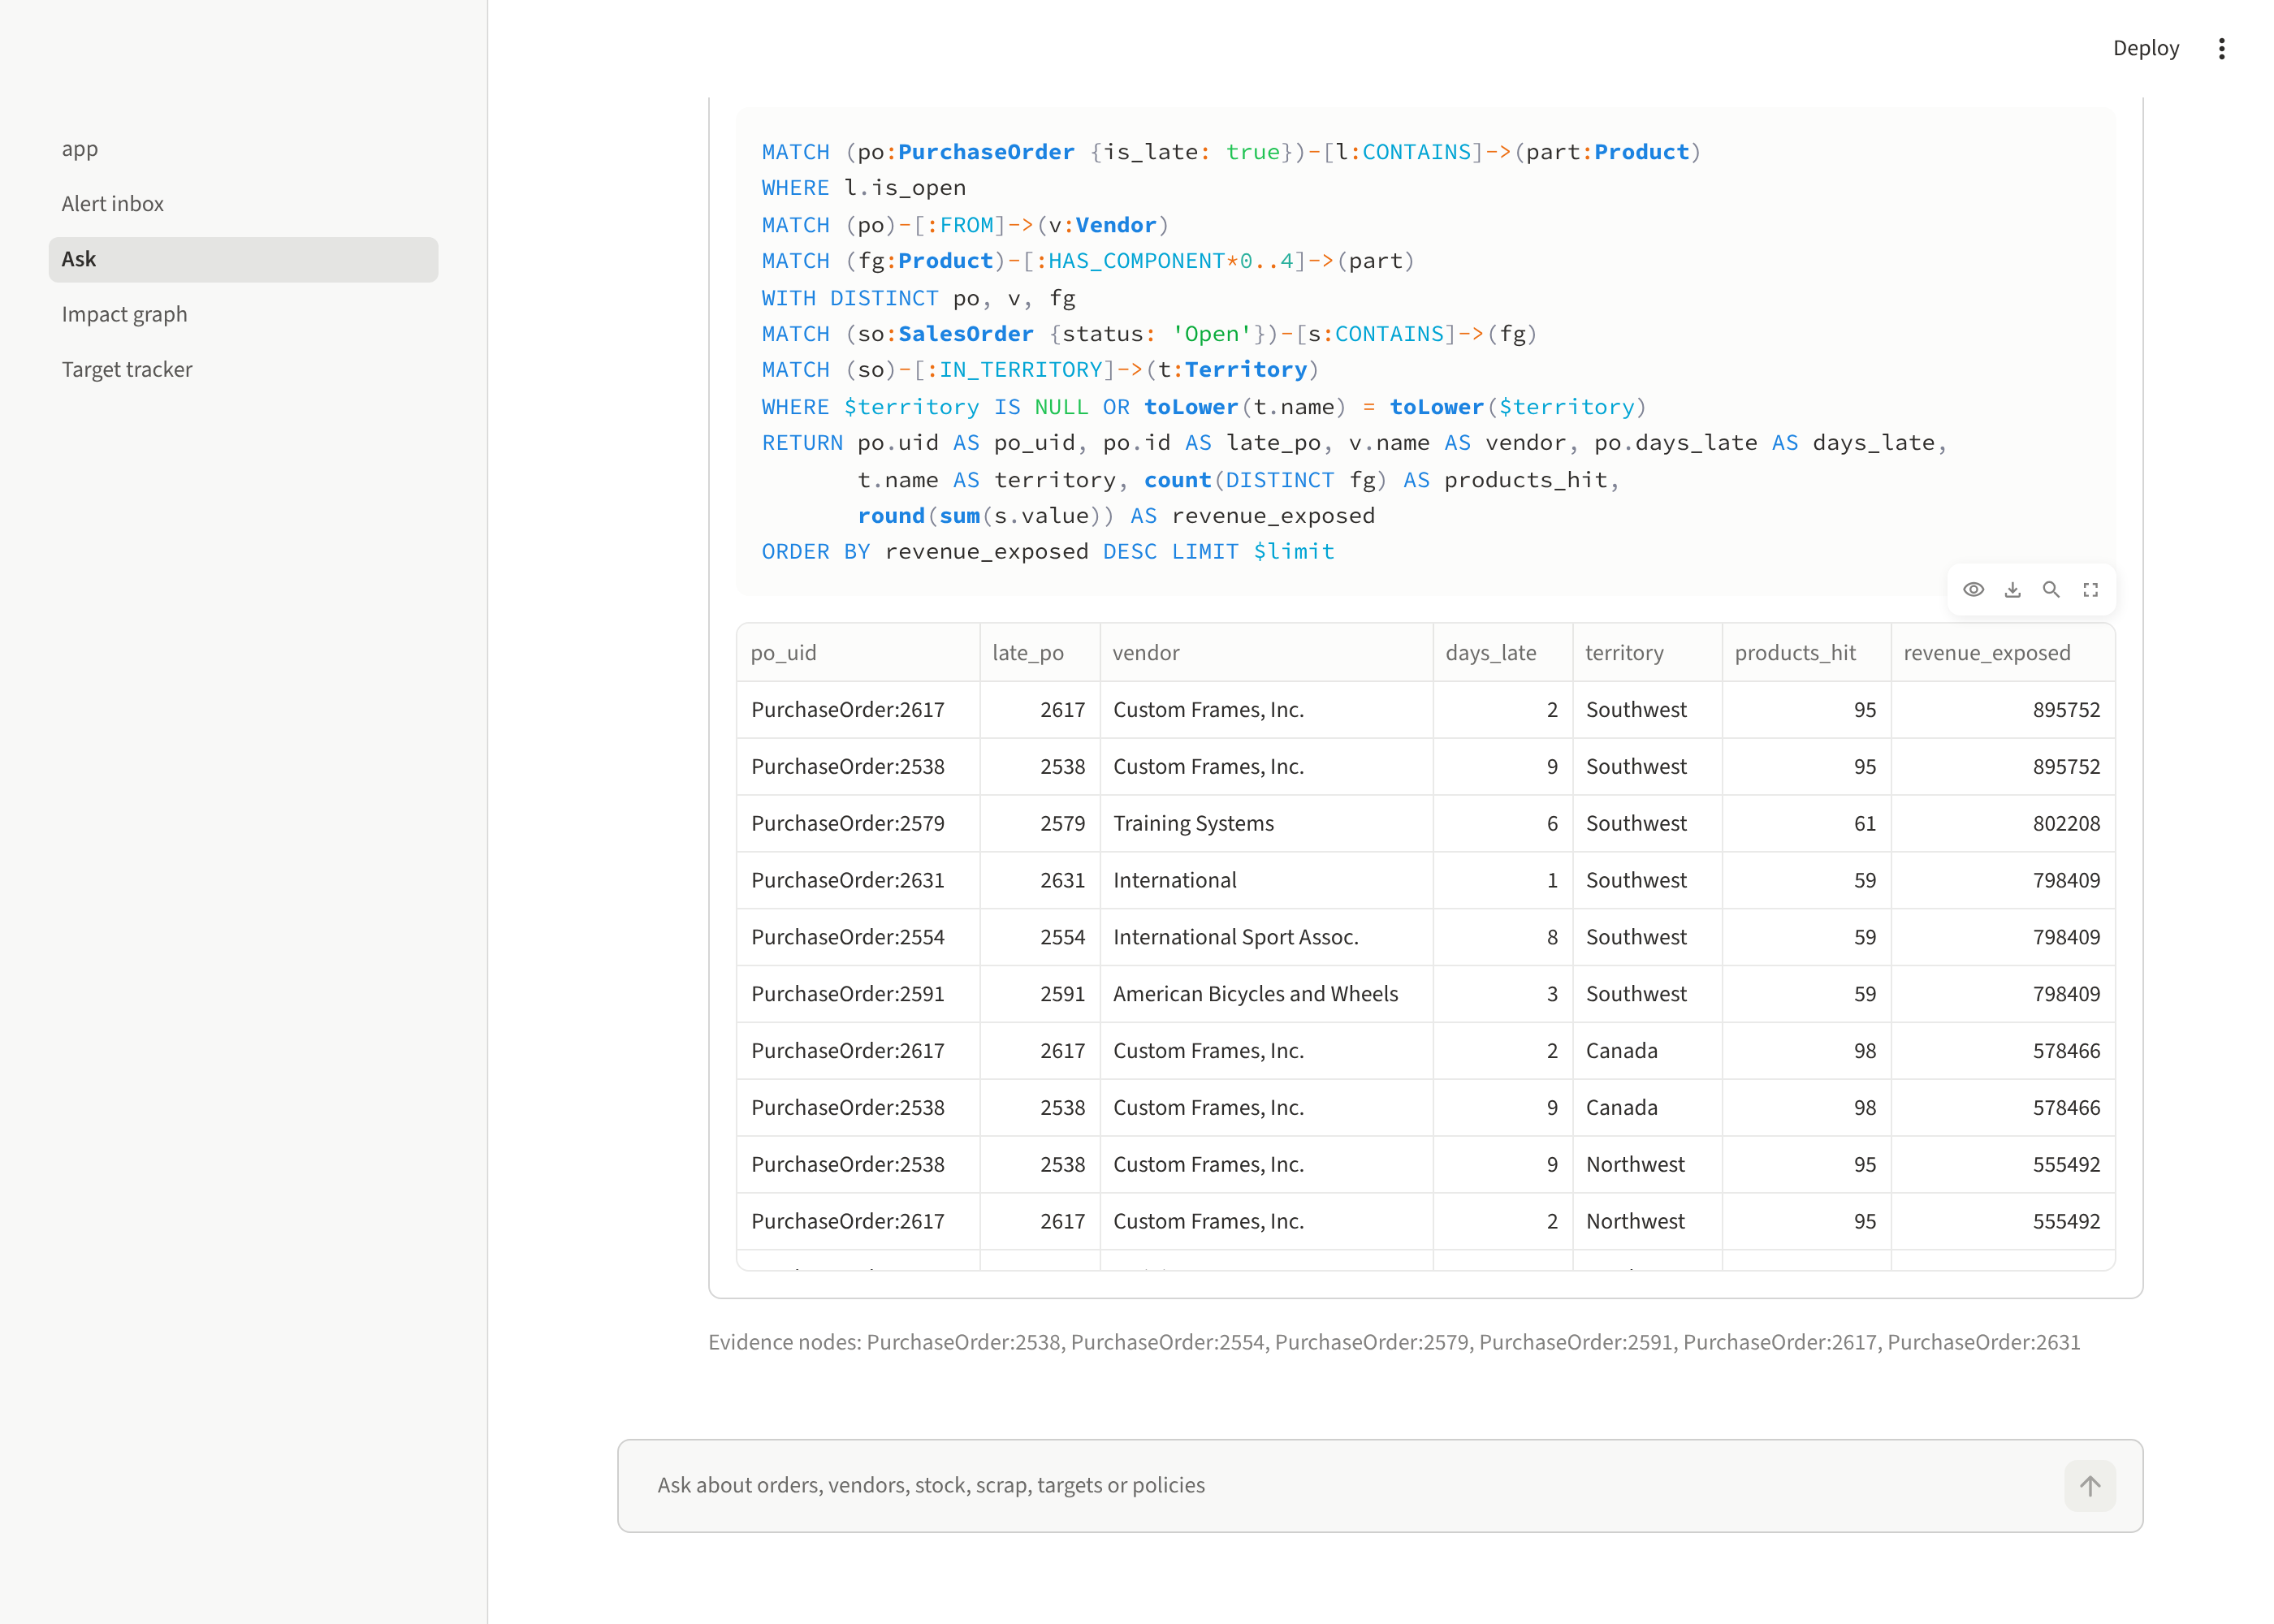 Deploy
app
Alert inbox
Ask
Impact graph
Target tracker
MATCH (po:PurchaseOrder {is_late: true})-[l:CONTAINS]->(part:Product)
WHERE l.is_open
MATCH (po)-[:FROM]->(v:Vendor)
MATCH (fg:Product)-[:HAS_COMPONENT*0..4]->(part)
WITH DISTINCT po, v, fg
MATCH (so:SalesOrder {status: 'Open'})-[s:CONTAINS]->(fg)
MATCH (so)-[:IN_TERRITORY]->(t:Territory)
WHERE $territory IS NULL OR toLower(t.name) = toLower($territory)
RETURN po.uid AS po_uid, po.id AS late_po, v.name AS vendor, po.days_late AS days_late,
       t.name AS territory, count(DISTINCT fg) AS products_hit,
       round(sum(s.value)) AS revenue_exposed
ORDER BY revenue_exposed DESC LIMIT $limit
po_uid late_po vendor days_late territory products_hit revenue_exposed
PurchaseOrder:2617 2617 Custom Frames, Inc. 2 Southwest 95 895752
PurchaseOrder:2538 2538 Custom Frames, Inc. 9 Southwest 95 895752
PurchaseOrder:2579 2579 Training Systems 6 Southwest 61 802208
PurchaseOrder:2631 2631 International 1 Southwest 59 798409
PurchaseOrder:2554 2554 International Sport Assoc. 8 Southwest 59 798409
PurchaseOrder:2591 2591 American Bicycles and Wheels 3 Southwest 59 798409
PurchaseOrder:2617 2617 Custom Frames, Inc. 2 Canada 98 578466
PurchaseOrder:2538 2538 Custom Frames, Inc. 9 Canada 98 578466
PurchaseOrder:2538 2538 Custom Frames, Inc. 9 Northwest 95 555492
PurchaseOrder:2617 2617 Custom Frames, Inc. 2 Northwest 95 555492
Evidence nodes: PurchaseOrder:2538, PurchaseOrder:2554, PurchaseOrder:2579, PurchaseOrder:2591, PurchaseOrder:2617, PurchaseOrder:2631
Ask about orders, vendors, stock, scrap, targets or policies